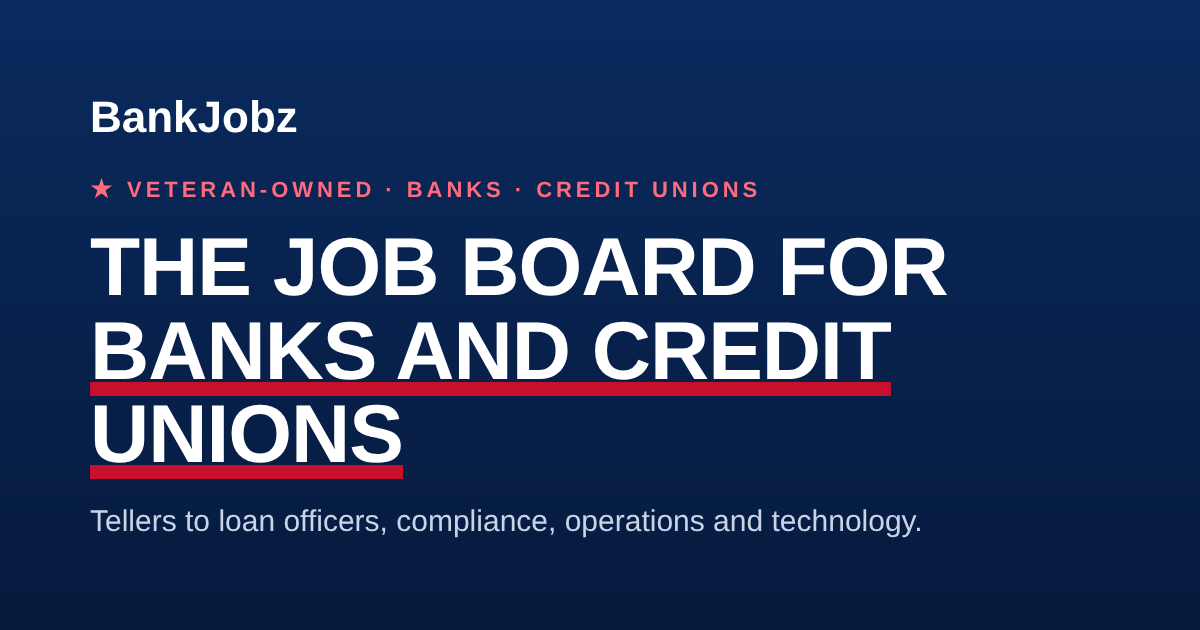 BankJobz
★ VETERAN-OWNED · BANKS · CREDIT UNIONS
THE JOB BOARD FOR
BANKS AND CREDIT
UNIONS
Tellers to loan officers, compliance, operations and technology.